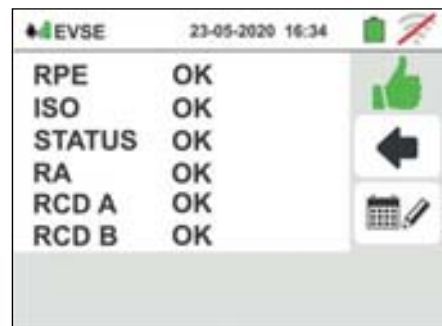 EVSE 23-05-2020 16:34
RPE OK
ISO OK
STATUS OK
RA OK
RCD A OK
RCD B OK